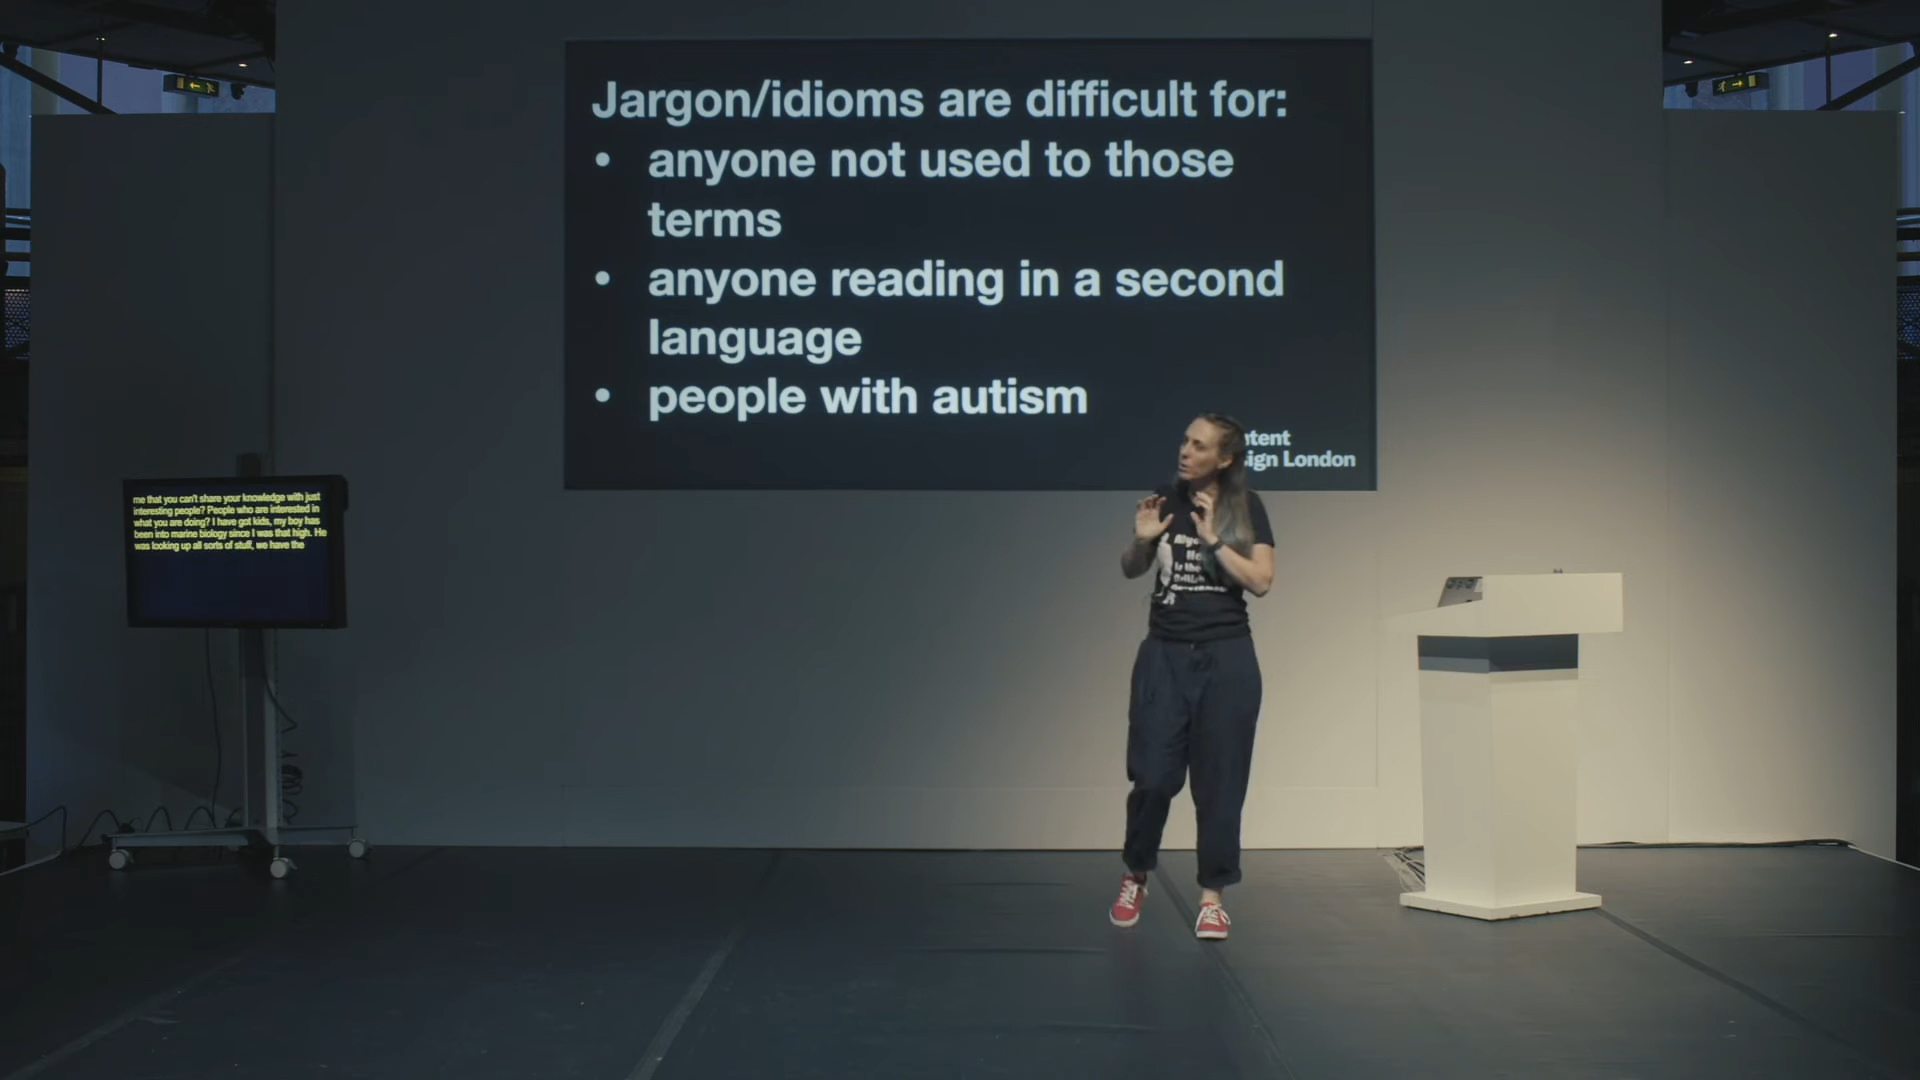 Jargon/idioms are difficult for:
• anyone not used to those
terms
• anyone reading in a second
language
• people with autism
ntent
sign London
me that you can't share your knowledge with just
interesting people? People who are interested in
what you are doing? I have got kids, my boy has
been into marine biology since I was that high. He
was looking up all sorts of stuff, we have the
is the